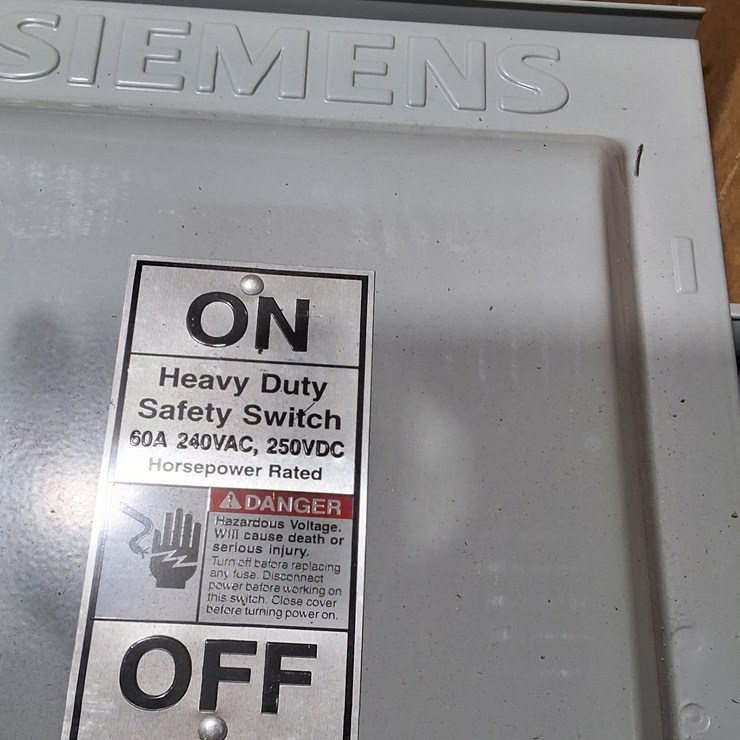 SIEMENS
ON
Heavy Duty
Safety Switch
60A 240VAC, 250VDC
Horsepower Rated
DANGER
Hazardous Voltage.
Will cause death or
serious injury.
Turn off before replacing
any fuse. Disconnect
power before working on
this switch. Close cover
before turning power on.
OFF